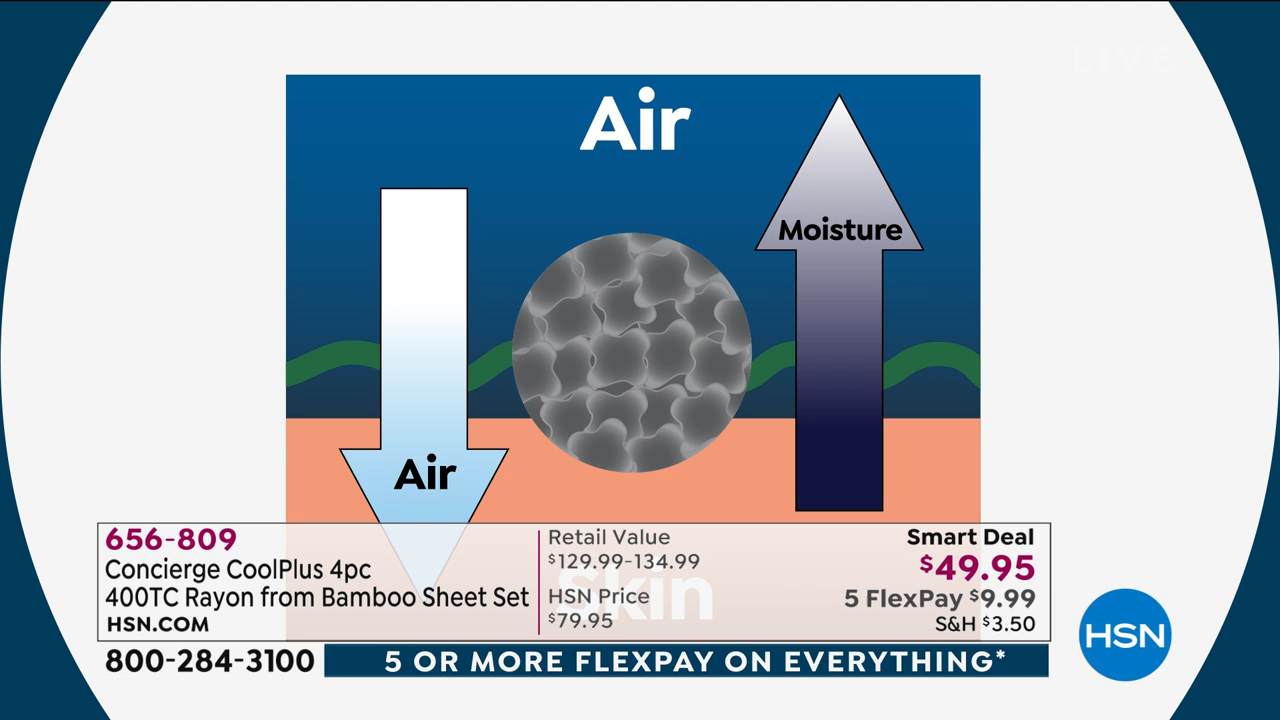 LIVE
Air
Moisture
Air
Skin
656-809
Concierge CoolPlus 4pc
400TC Rayon from Bamboo Sheet Set
HSN.COM
Retail Value
$129.99-134.99
HSN Price
$79.95
Smart Deal
$49.95
5 FlexPay $9.99
S&H $3.50
HSN
800-284-3100
5 OR MORE FLEXPAY ON EVERYTHING*